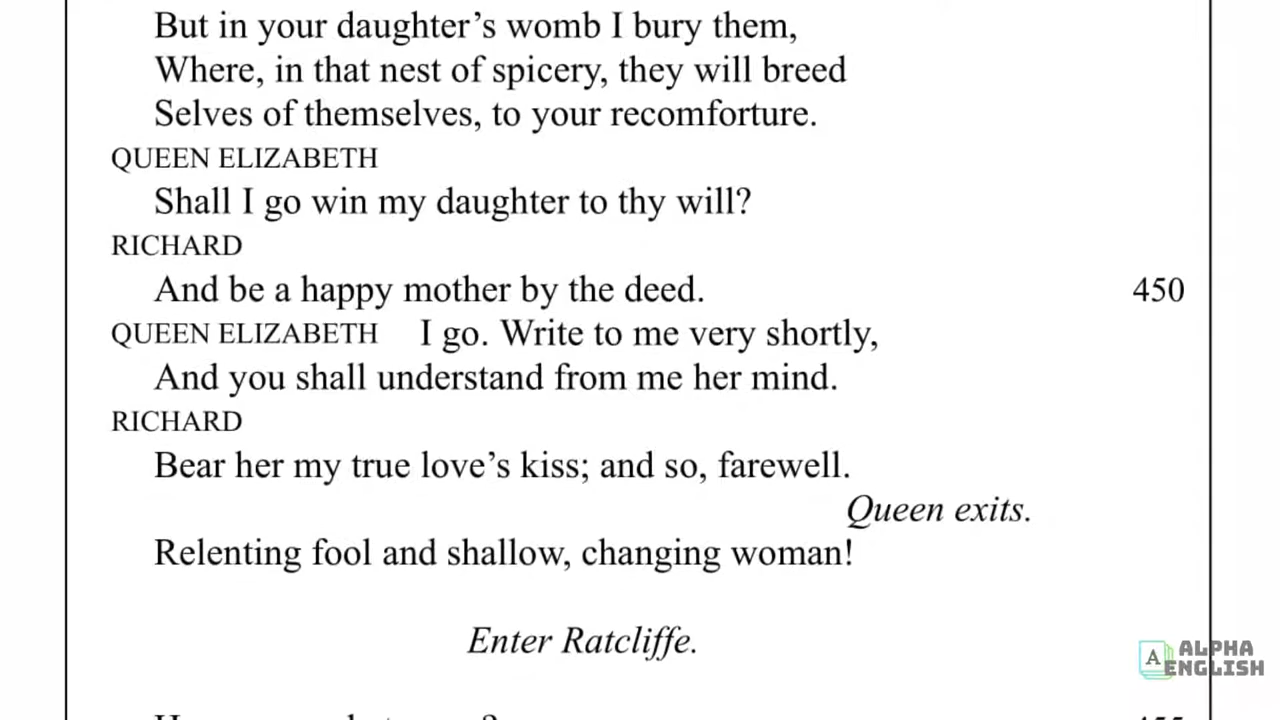 But in your daughter’s womb I bury them,
Where, in that nest of spicery, they will breed
Selves of themselves, to your recomforture.
QUEEN ELIZABETH
Shall I go win my daughter to thy will?
RICHARD
And be a happy mother by the deed. 450
QUEEN ELIZABETH I go. Write to me very shortly,
And you shall understand from me her mind.
RICHARD
Bear her my true love’s kiss; and so, farewell.
Queen exits.
Relenting fool and shallow, changing woman!
Enter Ratcliffe.
A ALPHA
ENGLISH